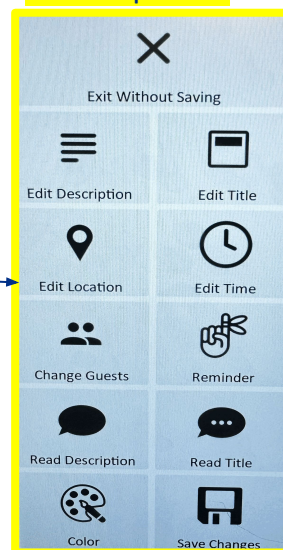 Exit Without Saving
Edit Description Edit Title
Edit Location Edit Time
Change Guests Reminder
Read Description Read Title
Color Save Changes